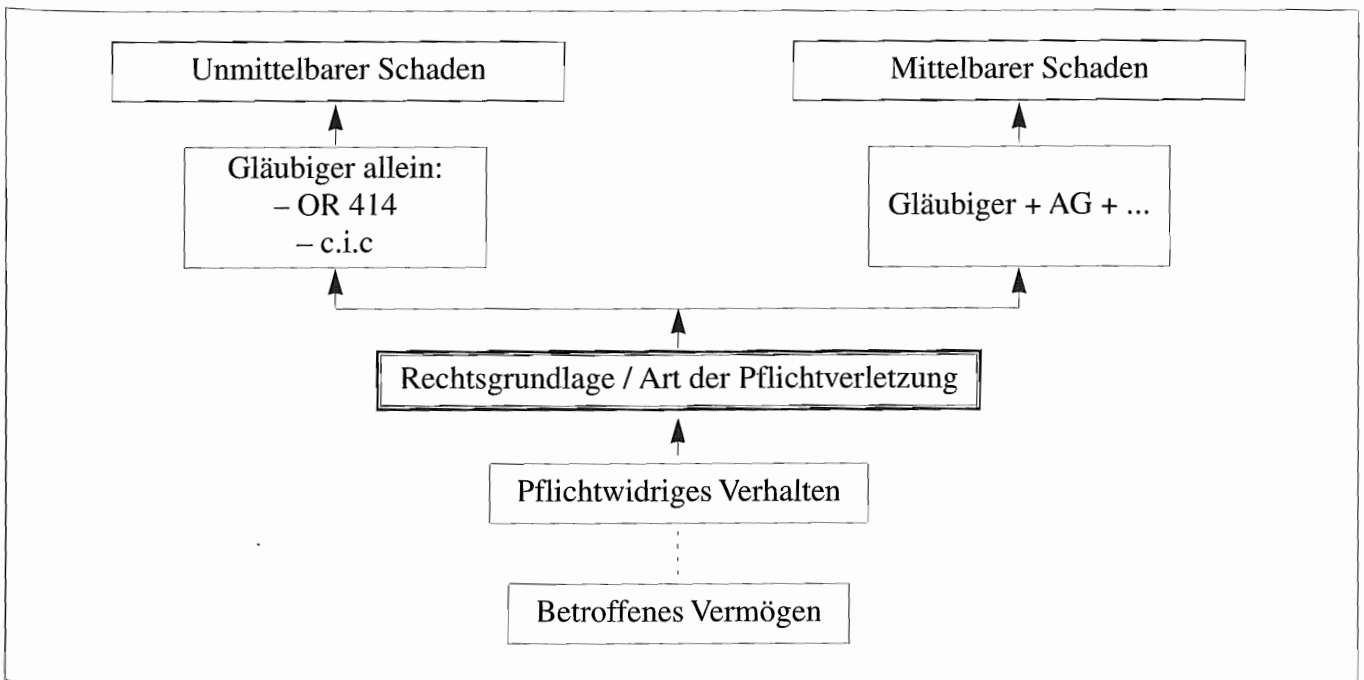 Unmittelbarer Schaden
Mittelbarer Schaden
Gläubiger allein:
– OR 414
– c.i.c
Gläubiger + AG + ...
Rechtsgrundlage / Art der Pflichtverletzung
Pflichtwidriges Verhalten
Betroffenes Vermögen